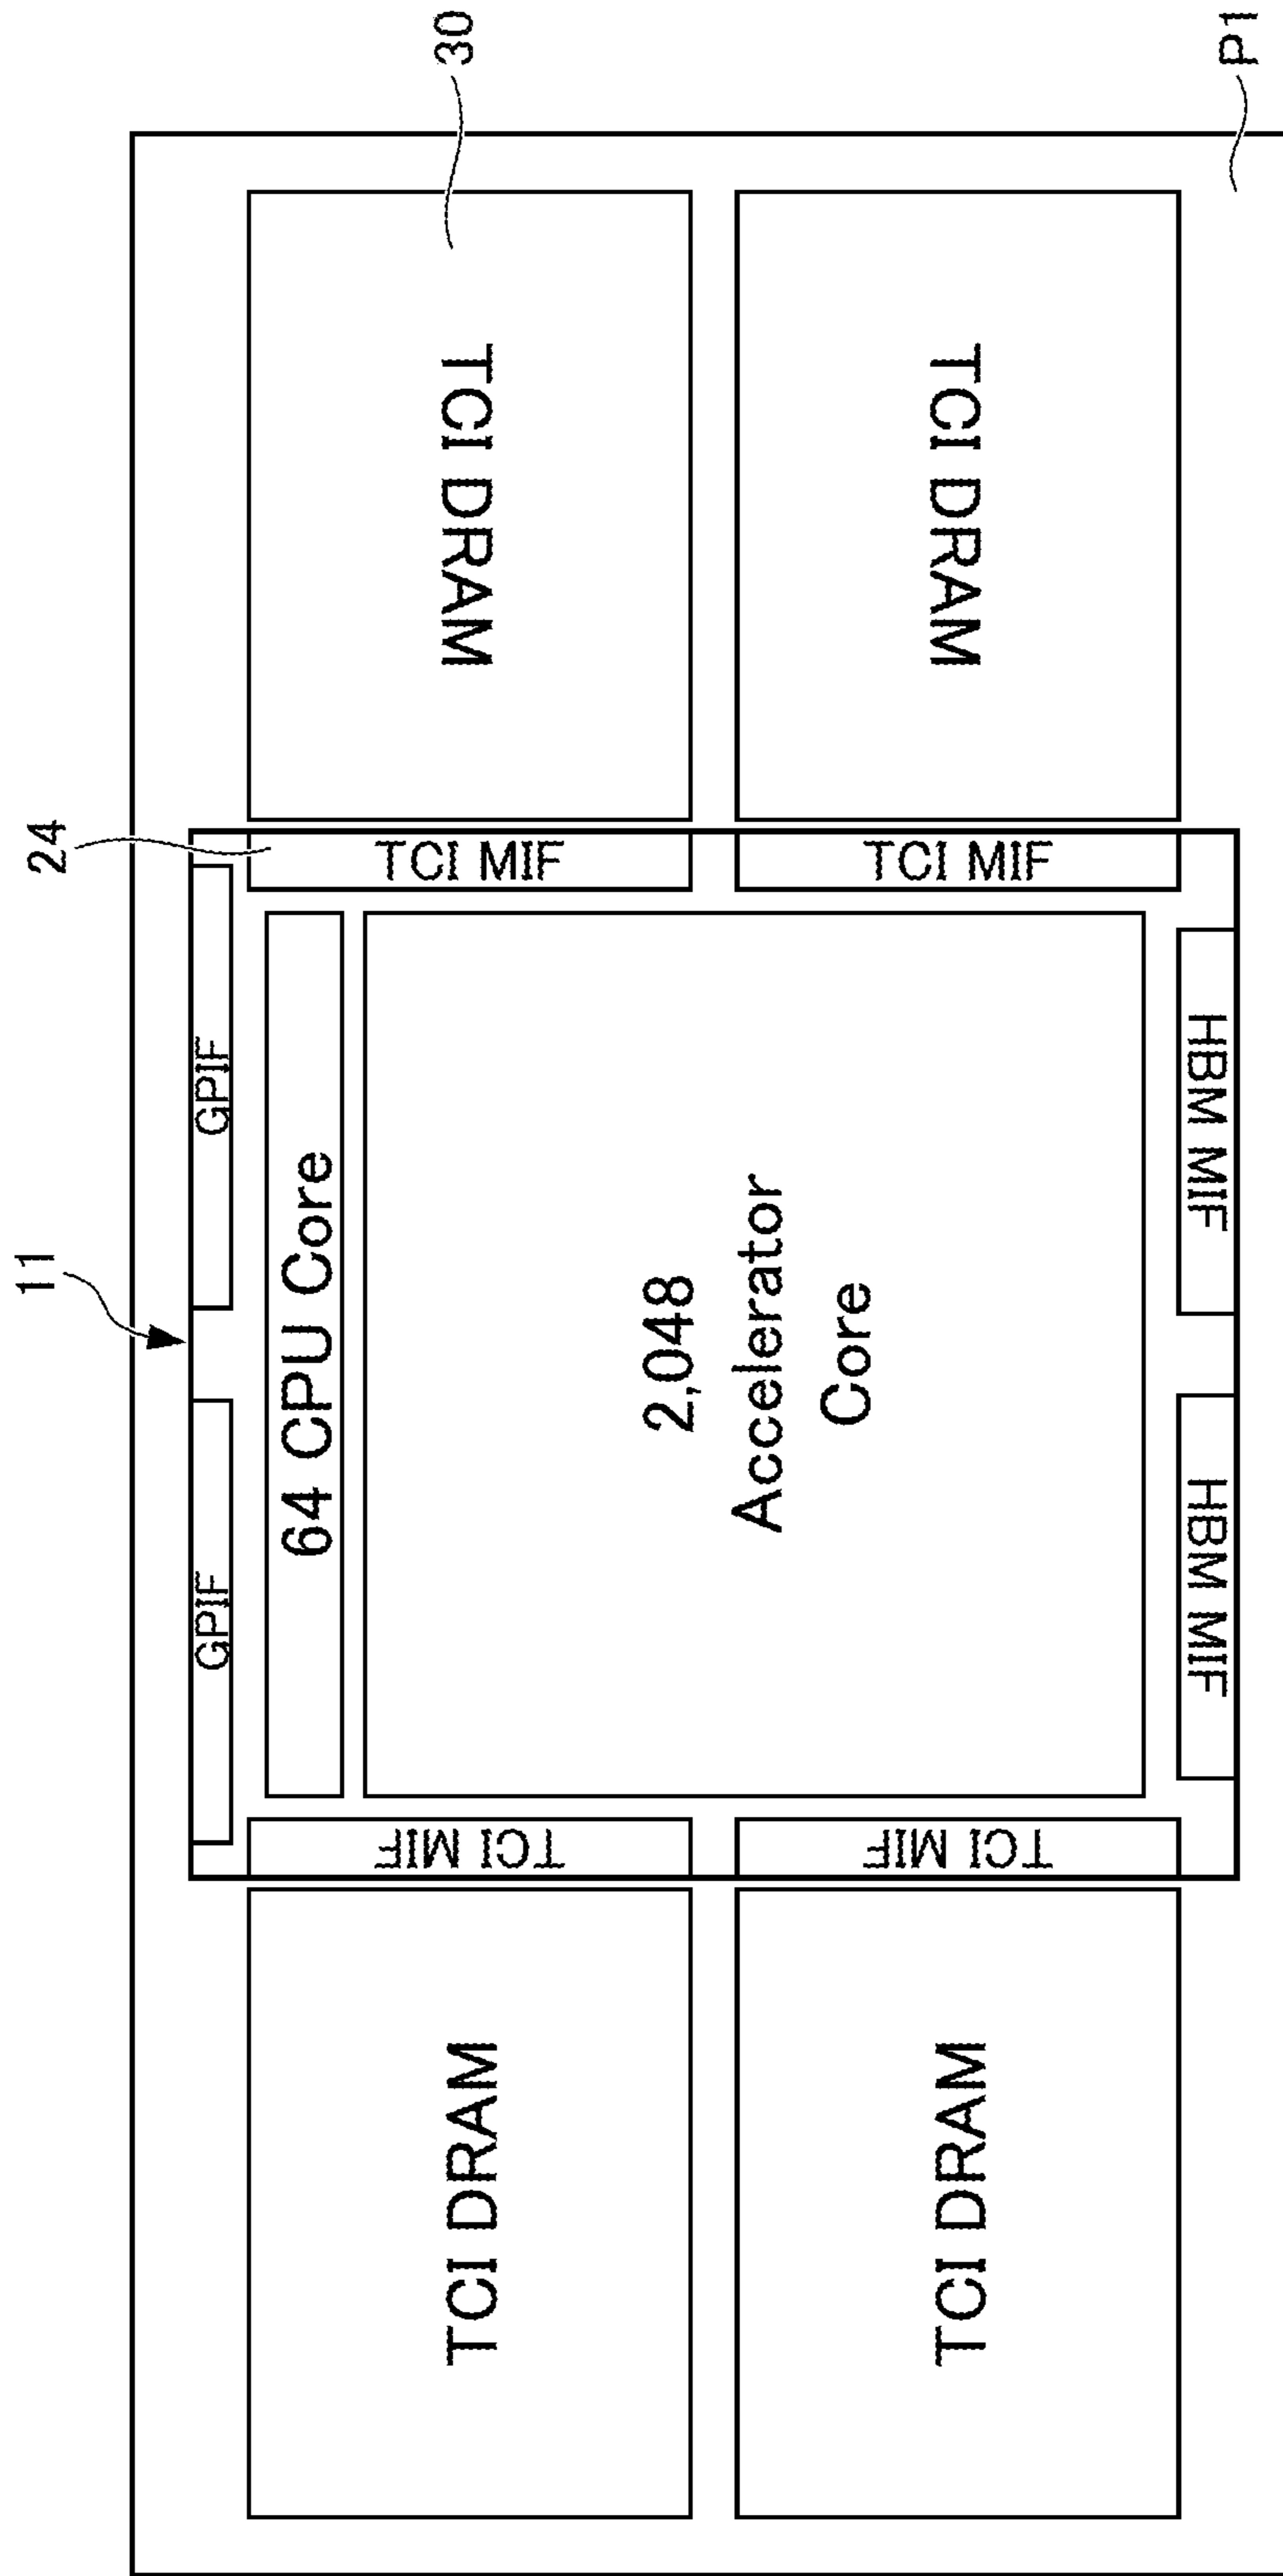 11
24
30
P1
GPIF
GPIF
64 CPU Core
2,048
Accelerator
Core
TCI MIF
TCI MIF
TCI MIF
TCI MIF
HBM MIF
HBM MIF
TCI DRAM
TCI DRAM
TCI DRAM
TCI DRAM